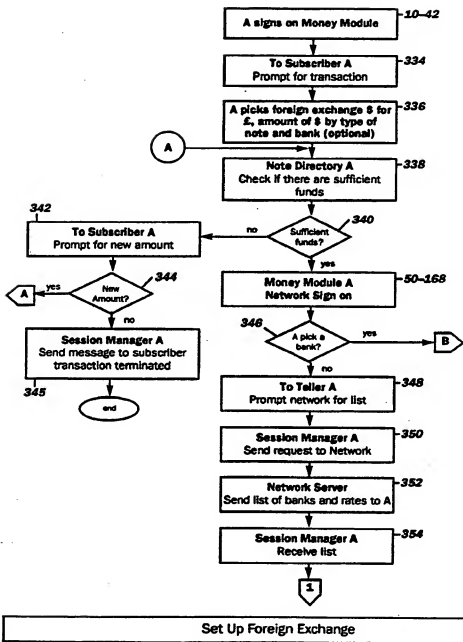 A signs on Money Module
10–42
To Subscriber A
Prompt for transaction
334
A picks foreign exchange $ for
£, amount of $ by type of
note and bank (optional)
336
A
Note Directory A
Check if there are sufficient
funds
338
342
To Subscriber A
Prompt for new amount
no
Sufficient
funds?
340
yes
A
yes
New
Amount?
344
no
Money Module A
Network Sign on
50–168
346
A pick a
bank?
yes
B
no
Session Manager A
Send message to subscriber
transaction terminated
345
end
To Teller A
Prompt network for list
348
Session Manager A
Send request to Network
350
Network Server
Send list of banks and rates to A
352
Session Manager A
Receive list
354
1
Set Up Foreign Exchange